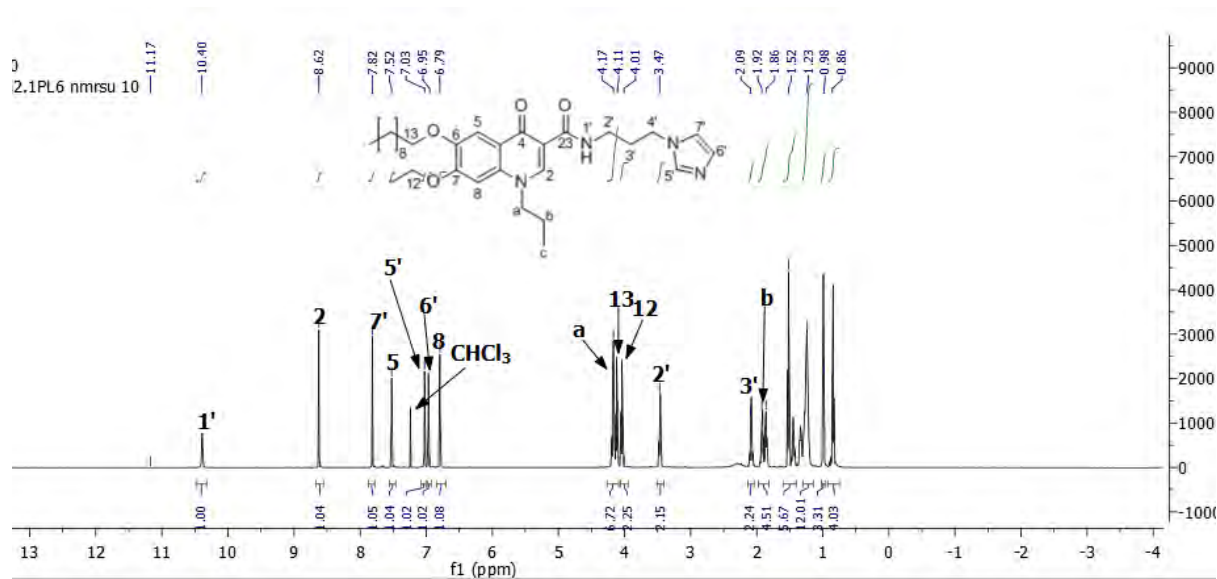 11.17 10.40 8.62 7.82 7.52 7.03 6.95 6.79 4.17 4.11 4.01 3.47 2.09 1.92 1.86 1.52 1.23 0.98 0.86
2.1PL6 nmrsu 10
O O
13 O 6 5 4 23 1' 2' 4' 7'
8 N H 3' N 6'
12 O 7 8 N 2 5' N
a b
c
5' 6' 13 12 b
2 7' 5 8 a
CHCl3
1' 2' 3'
1.00 1.04 1.05 1.04 1.02 1.02 1.08 6.72 2.25 2.15 2.24 4.51 5.67 12.01 3.31 4.03
13 12 11 10 9 8 7 6 5 4 3 2 1 0 -1 -2 -3 -4
f1 (ppm)
9000
8000
7000
6000
5000
4000
3000
2000
1000
0
-1000